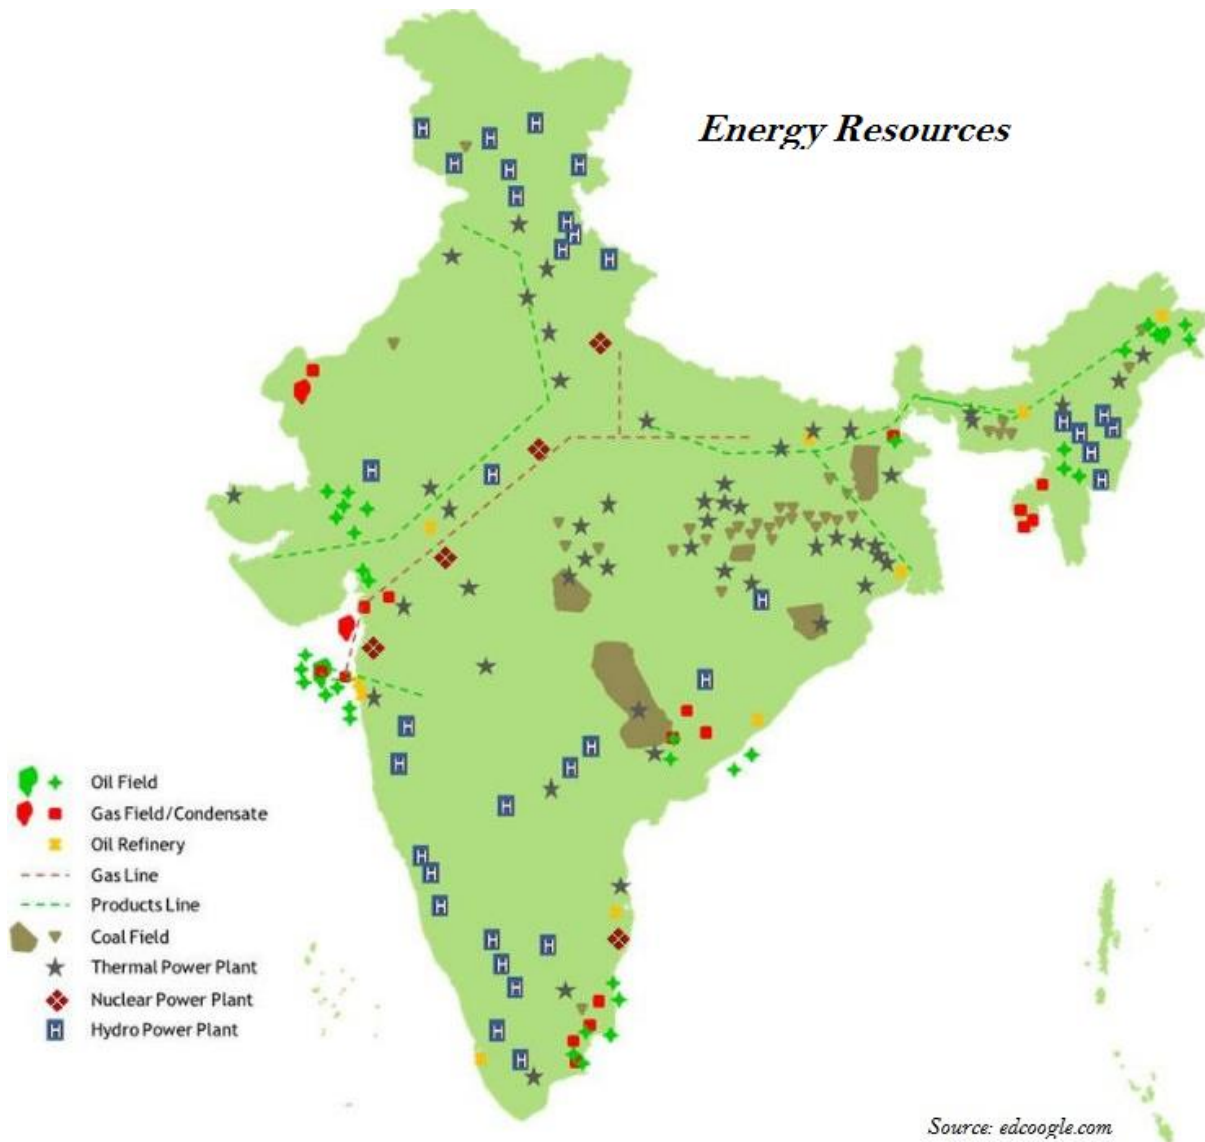 Energy Resources
Oil Field
Gas Field/Condensate
Oil Refinery
Gas Line
Products Line
Coal Field
Thermal Power Plant
Nuclear Power Plant
Hydro Power Plant
Source: edcoogle.com